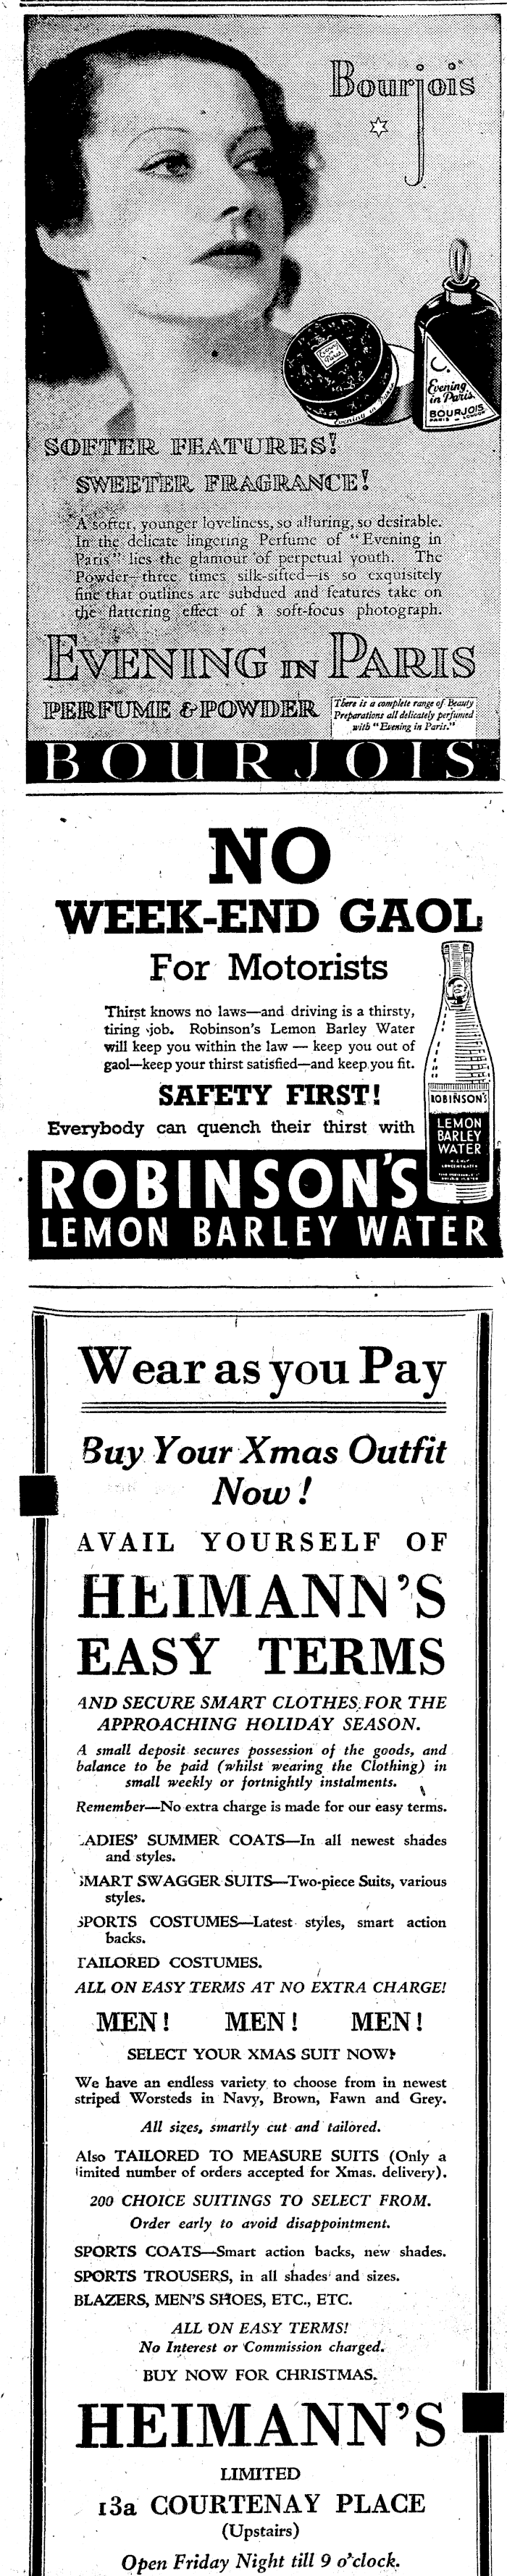 Bourjois
Evening
in Paris
Evening in Paris
BOURJOIS
PARIS LONDON
SOFTER FEATURES!
SWEETER FRAGRANCE!
A softer, younger loveliness, so alluring, so desirable.
In the delicate lingering Perfume of "Evening in
Paris" lies the glamour of perpetual youth. The
Powder—three times silk-sifted—is so exquisitely
fine that outlines are subdued and features take on
the flattering effect of a soft-focus photograph.
EVENING IN PARIS
PERFUME & POWDER
There is a complete range of Beauty
Preparations all delicately perfumed
with "Evening in Paris."
BOURJOIS
NO
WEEK-END GAOL
For Motorists
Thirst knows no laws—and driving is a thirsty,
tiring job. Robinson's Lemon Barley Water
will keep you within the law — keep you out of
gaol—keep your thirst satisfied—and keep you fit.
SAFETY FIRST!
Everybody can quench their thirst with
ROBINSON'S
LEMON
BARLEY
WATER
ROBINSON'S
LEMON BARLEY WATER
Wear as you Pay
Buy Your Xmas Outfit
Now!
AVAIL YOURSELF OF
HEIMANN'S
EASY TERMS
AND SECURE SMART CLOTHES FOR THE
APPROACHING HOLIDAY SEASON.
A small deposit secures possession of the goods, and
balance to be paid (whilst wearing the Clothing) in
small weekly or fortnightly instalments.
Remember—No extra charge is made for our easy terms.
LADIES' SUMMER COATS—In all newest shades
and styles.
SMART SWAGGER SUITS—Two-piece Suits, various
styles.
SPORTS COSTUMES—Latest styles, smart action
backs.
TAILORED COSTUMES.
ALL ON EASY TERMS AT NO EXTRA CHARGE!
MEN! MEN! MEN!
SELECT YOUR XMAS SUIT NOW!
We have an endless variety to choose from in newest
striped Worsteds in Navy, Brown, Fawn and Grey.
All sizes, smartly cut and tailored.
Also TAILORED TO MEASURE SUITS (Only a
limited number of orders accepted for Xmas. delivery).
200 CHOICE SUITINGS TO SELECT FROM.
Order early to avoid disappointment.
SPORTS COATS—Smart action backs, new shades.
SPORTS TROUSERS, in all shades and sizes.
BLAZERS, MEN'S SHOES, ETC., ETC.
ALL ON EASY TERMS!
No Interest or Commission charged.
BUY NOW FOR CHRISTMAS.
HEIMANN'S
LIMITED
13a COURTENAY PLACE
(Upstairs)
Open Friday Night till 9 o'clock.